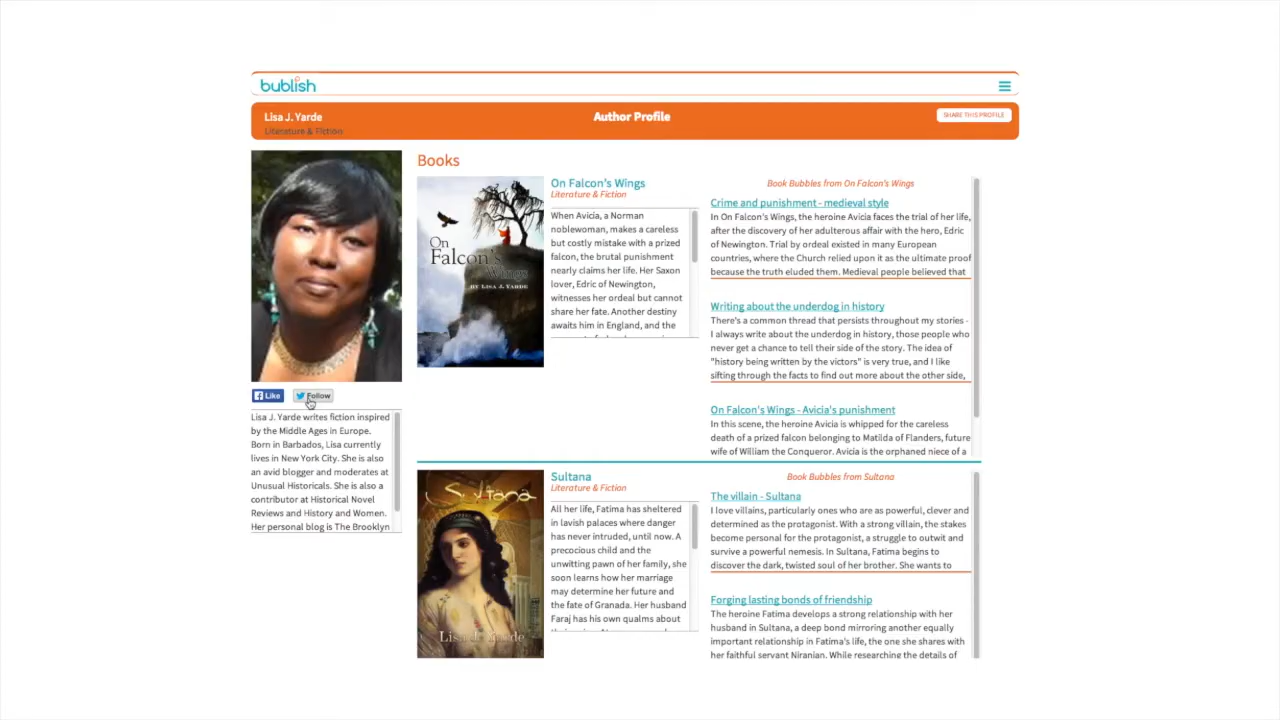 bublish
Lisa J. Yarde
Literature & Fiction
Author Profile
SHARE THIS PROFILE
Like
Follow
Lisa J. Yarde writes fiction inspired
by the Middle Ages in Europe.
Born in Barbados, Lisa currently
lives in New York City. She is also
an avid blogger and moderates at
Unusual Historicals. She is also a
contributor at Historical Novel
Reviews and History and Women.
Her personal blog is The Brooklyn
Books
On
Falcon's
Wings
BY LISA J. YARDE
On Falcon's Wings
Literature & Fiction
When Avicia, a Norman
noblewoman, makes a careless
but costly mistake with a prized
falcon, the brutal punishment
nearly claims her life. Her Saxon
lover, Edric of Newington,
witnesses her ordeal but cannot
share her fate. Another destiny
awaits him in England, and the
Book Bubbles from On Falcon's Wings
Crime and punishment - medieval style
In On Falcon's Wings, the heroine Avicia faces the trial of her life,
after the discovery of her adulterous affair with the hero, Edric
of Newington. Trial by ordeal existed in many European
countries, where the Church relied upon it as the ultimate proof
because the truth eluded them. Medieval people believed that
Writing about the underdog in history
There's a common thread that persists throughout my stories -
I always write about the underdog in history, those people who
never get a chance to tell their side of the story. The idea of
"history being written by the victors" is very true, and I like
sifting through the facts to find out more about the other side,
On Falcon's Wings - Avicia's punishment
In this scene, the heroine Avicia is whipped for the careless
death of a prized falcon belonging to Matilda of Flanders, future
wife of William the Conqueror. Avicia is the orphaned niece of a
Sultana
Lisa J. Yarde
Sultana
Literature & Fiction
All her life, Fatima has sheltered
in lavish palaces where danger
has never intruded, until now. A
precocious child and the
unwitting pawn of her family, she
soon learns how her marriage
may determine her future and
the fate of Granada. Her husband
Faraj has his own qualms about
Book Bubbles from Sultana
The villain - Sultana
I love villains, particularly ones who are as powerful, clever and
determined as the protagonist. With a strong villain, the stakes
become personal for the protagonist, a struggle to outwit and
survive a powerful nemesis. In Sultana, Fatima begins to
discover the dark, twisted soul of her brother. She wants to
Forging lasting bonds of friendship
The heroine Fatima develops a strong relationship with her
husband in Sultana, a deep bond mirroring another equally
important relationship in Fatima's life, the one she shares with
her faithful servant Niranian. While researching the details of